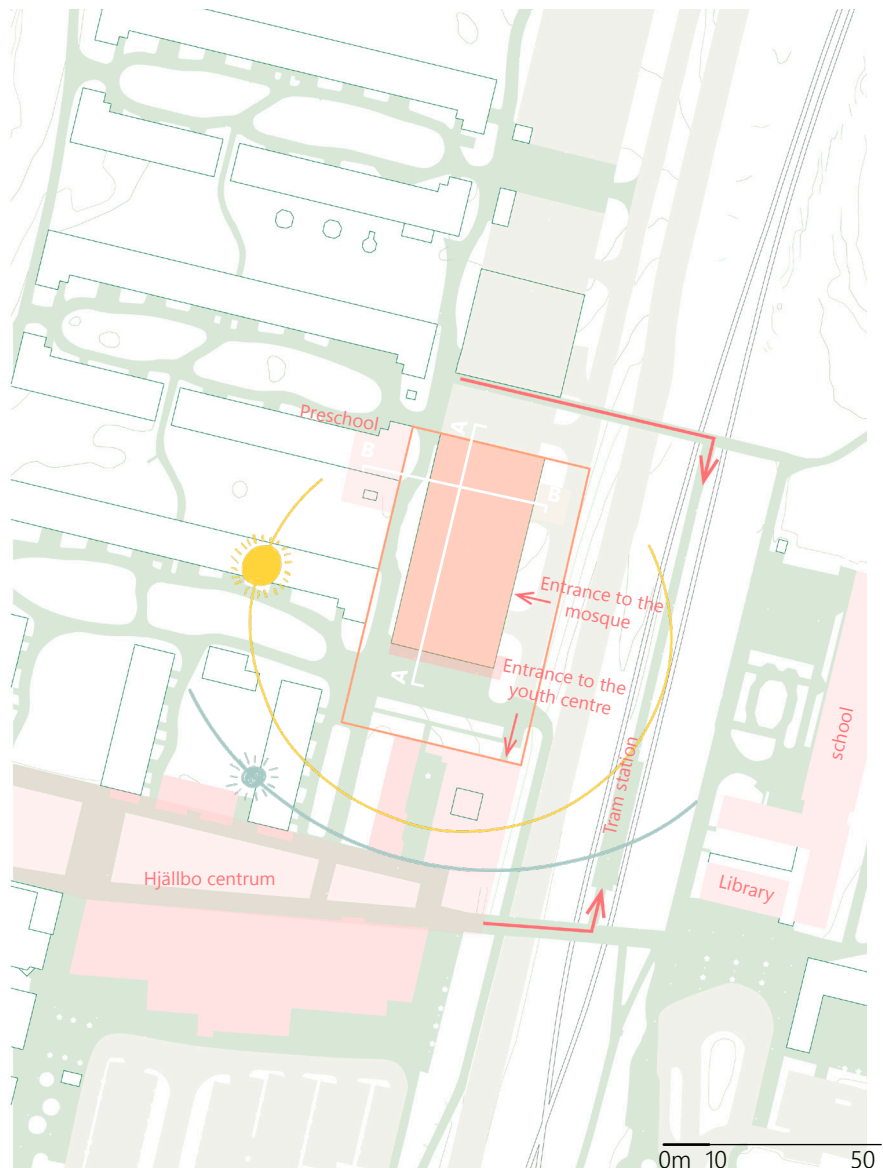 Preschool
A
B
B
Entrance to the
mosque
Entrance to the
youth centre
A
school
Tram station
Hjällbo centrum
Library
0m 10 50